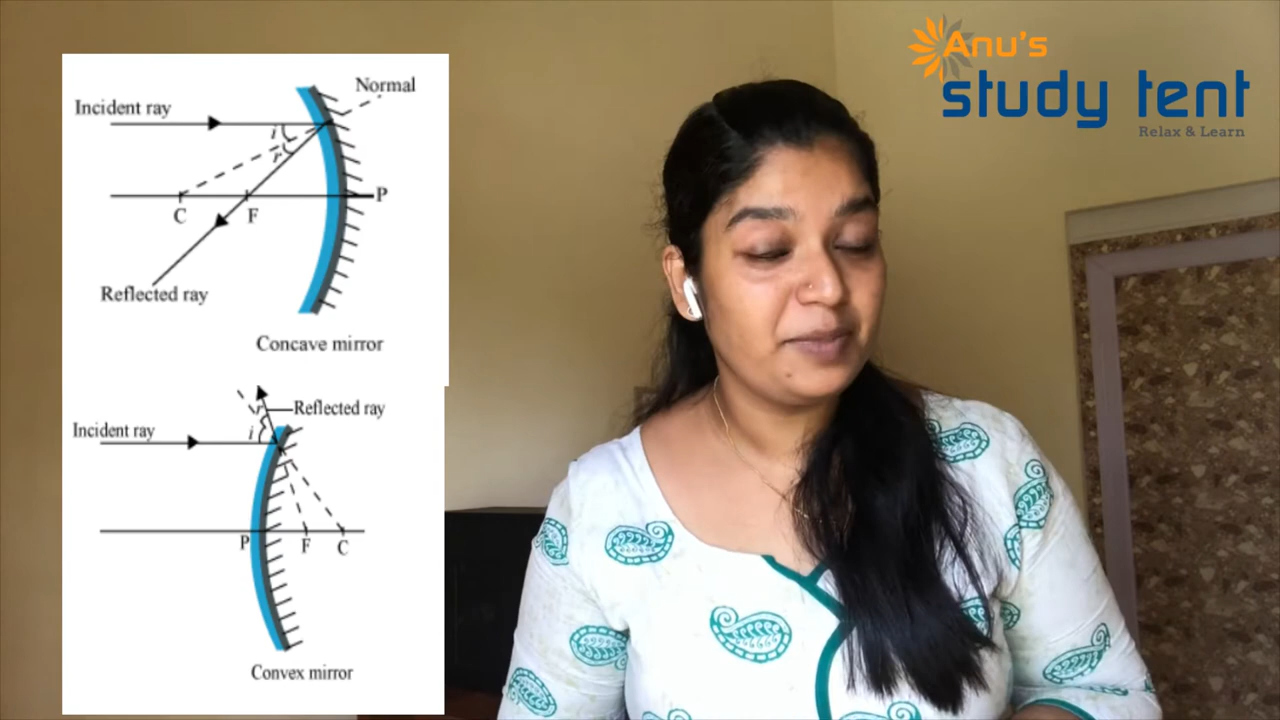 Normal
Incident ray
i
r
P
C
F
Reflected ray
Concave mirror
r
Reflected ray
Incident ray
i
P
F
C
Convex mirror
Anu's
study tent
Relax & Learn